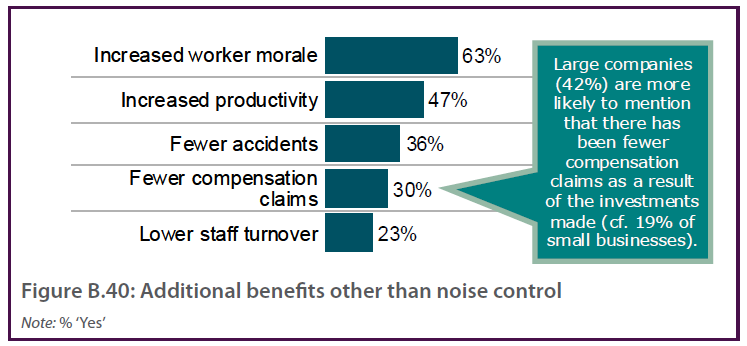 Increased worker morale 63%
Increased productivity 47%
Fewer accidents 36%
Fewer compensation
claims 30%
Lower staff turnover 23%
Large companies
(42%) are more
likely to mention
that there has
been fewer
compensation
claims as a result
of the investments
made (cf. 19% of
small businesses).
Figure B.40: Additional benefits other than noise control
Note: % ‘Yes’